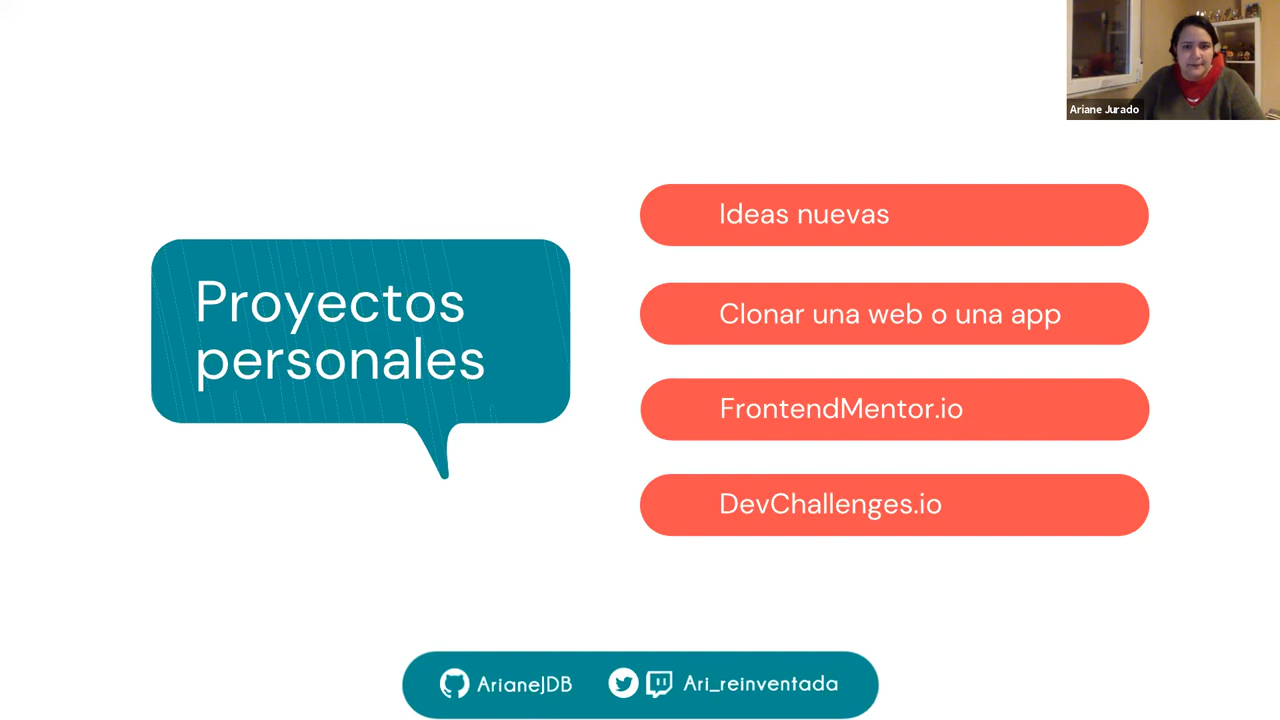 Ariane Jurado
Proyectos
personales
Ideas nuevas
Clonar una web o una app
FrontendMentor.io
DevChallenges.io
ArianeJDB
Ari_reinventada